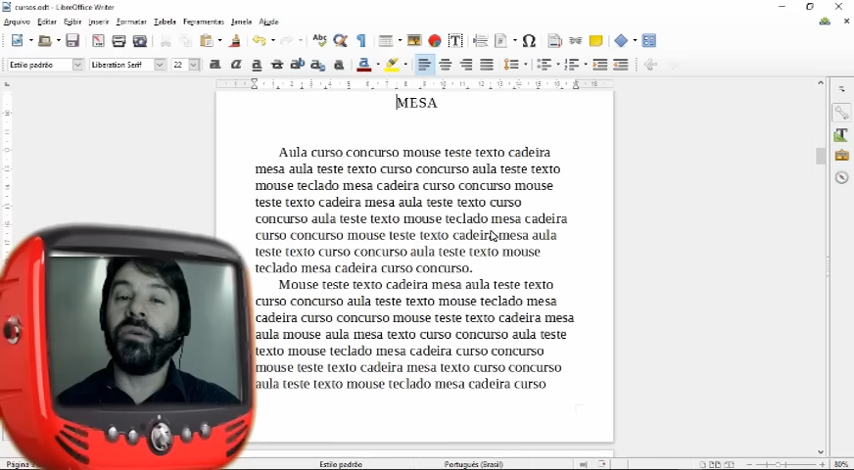 cursos.odt - LibreOffice Writer
Arquivo Editar Exibir Inserir Formatar Tabela Ferramentas Janela Ajuda
Estilo padrão Liberation Serif 22
MESA
Aula curso concurso mouse teste texto cadeira
mesa aula teste texto curso concurso aula teste texto
mouse teclado mesa cadeira curso concurso mouse
teste texto cadeira mesa aula teste texto curso
concurso aula teste texto mouse teclado mesa cadeira
curso concurso mouse teste texto cadeira mesa aula
teste texto curso concurso aula teste texto mouse
teclado mesa cadeira curso concurso.
Mouse teste texto cadeira mesa aula teste texto
curso concurso aula teste texto mouse teclado mesa
cadeira curso concurso mouse teste texto cadeira mesa
aula mouse aula mesa texto curso concurso aula teste
texto mouse teclado mesa cadeira curso concurso
mouse teste texto cadeira mesa texto curso concurso
aula teste texto mouse teclado mesa cadeira curso
Página Estilo padrão Português (Brasil) 80%